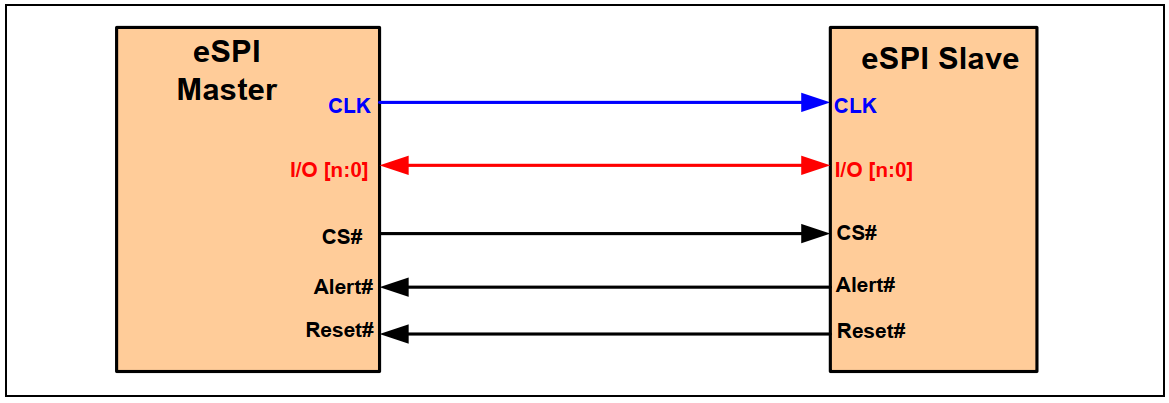 eSPI
Master
CLK
I/O [n:0]
CS#
Alert#
Reset#
eSPI Slave
CLK
I/O [n:0]
CS#
Alert#
Reset#